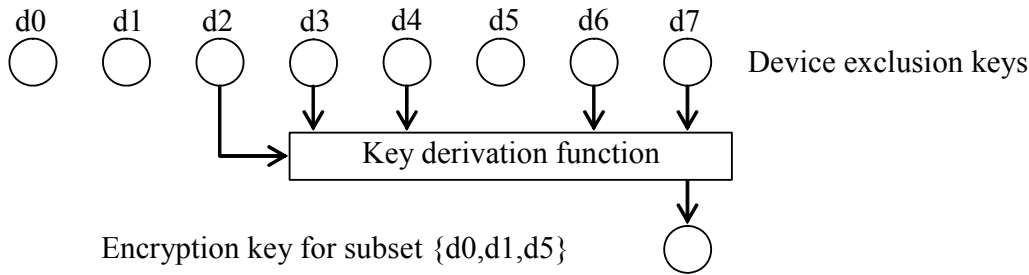 d0 d1 d2 d3 d4 d5 d6 d7
Device exclusion keys
Key derivation function
Encryption key for subset {d0,d1,d5}